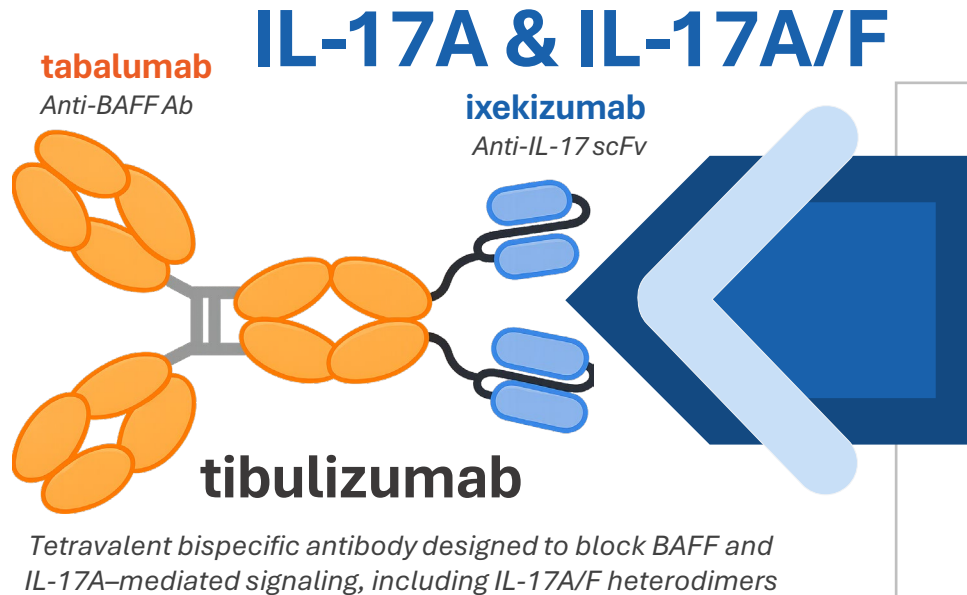 IL-17A & IL-17A/F
tabalumab
Anti-BAFF Ab
ixekizumab
Anti-IL-17 scFv
tibulizumab
Tetravalent bispecific antibody designed to block BAFF and
IL-17A–mediated signaling, including IL-17A/F heterodimers